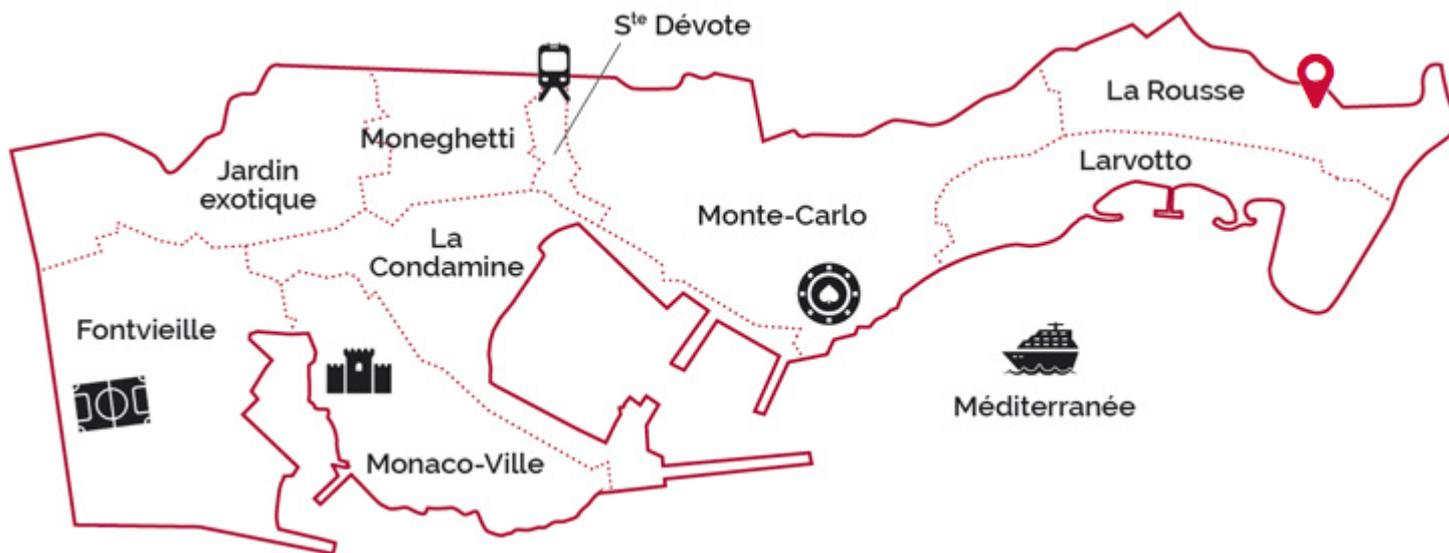 Sᵗᵉ Dévote
La Rousse
Moneghetti
Larvotto
Jardin
exotique
Monte-Carlo
La
Condamine
Fontvieille
Méditerranée
Monaco-Ville